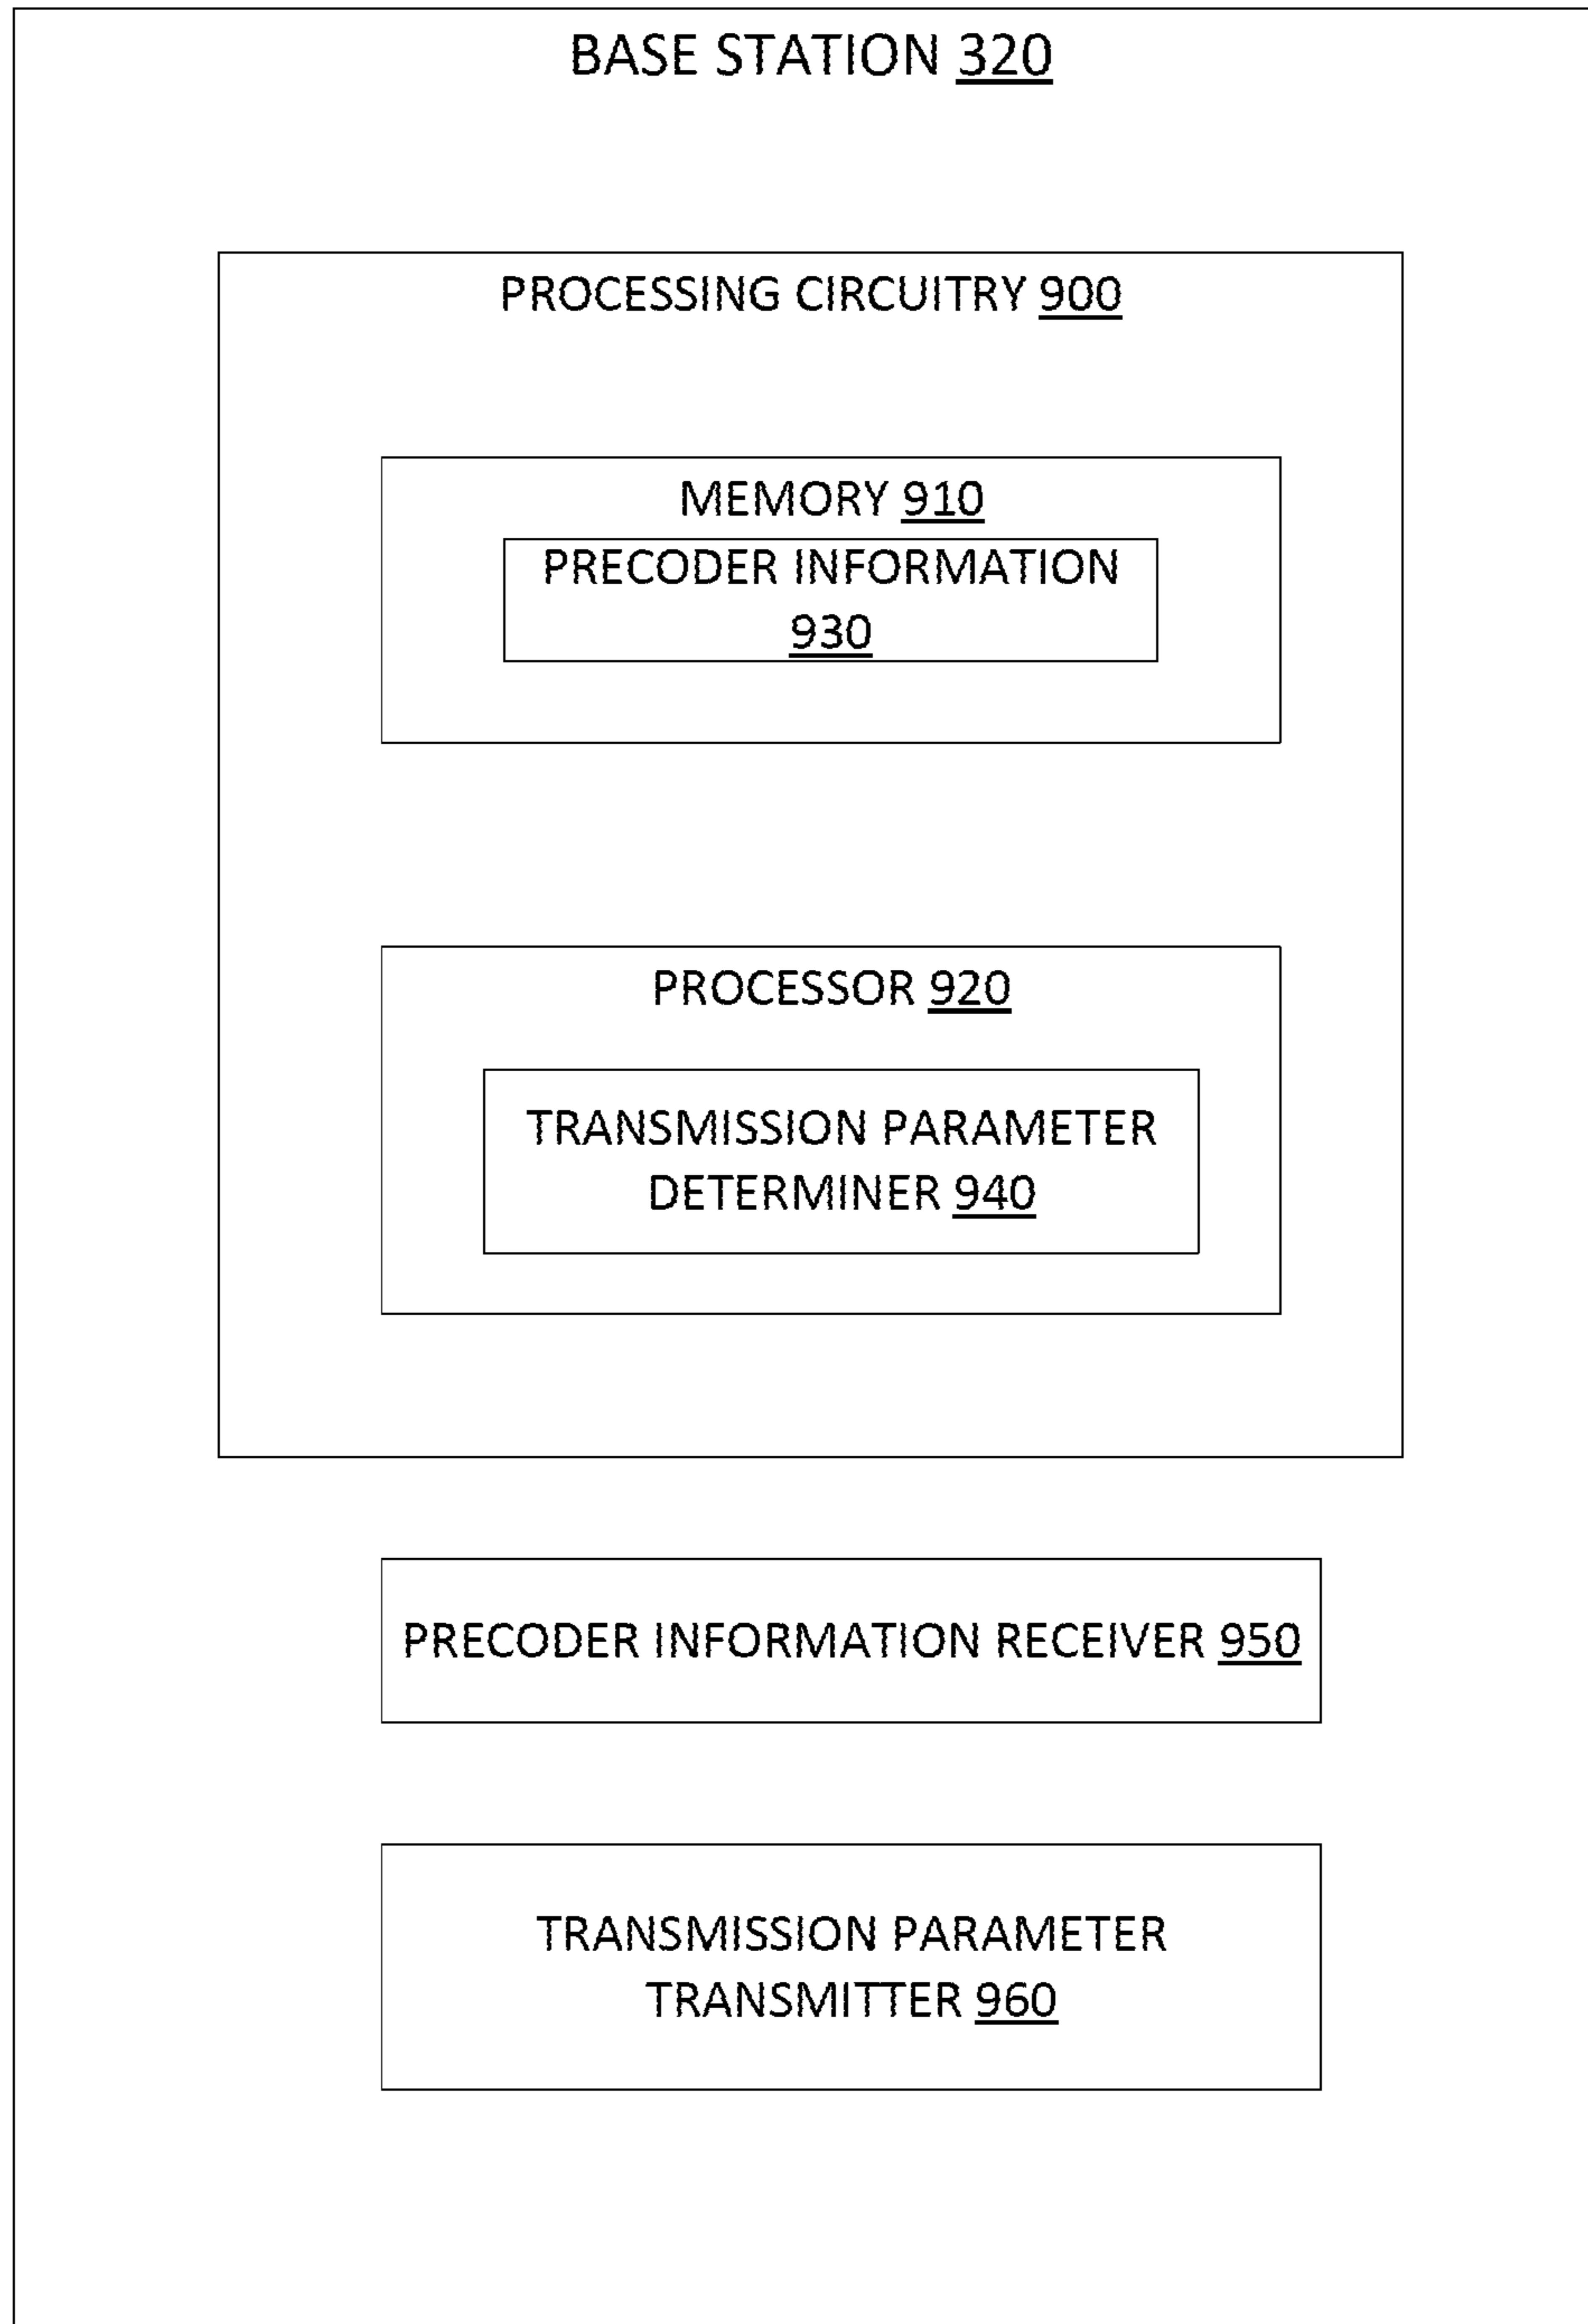 BASE STATION 320
PROCESSING CIRCUITRY 900
MEMORY 910
PRECODER INFORMATION
930
PROCESSOR 920
TRANSMISSION PARAMETER
DETERMINER 940
PRECODER INFORMATION RECEIVER 950
TRANSMISSION PARAMETER
TRANSMITTER 960